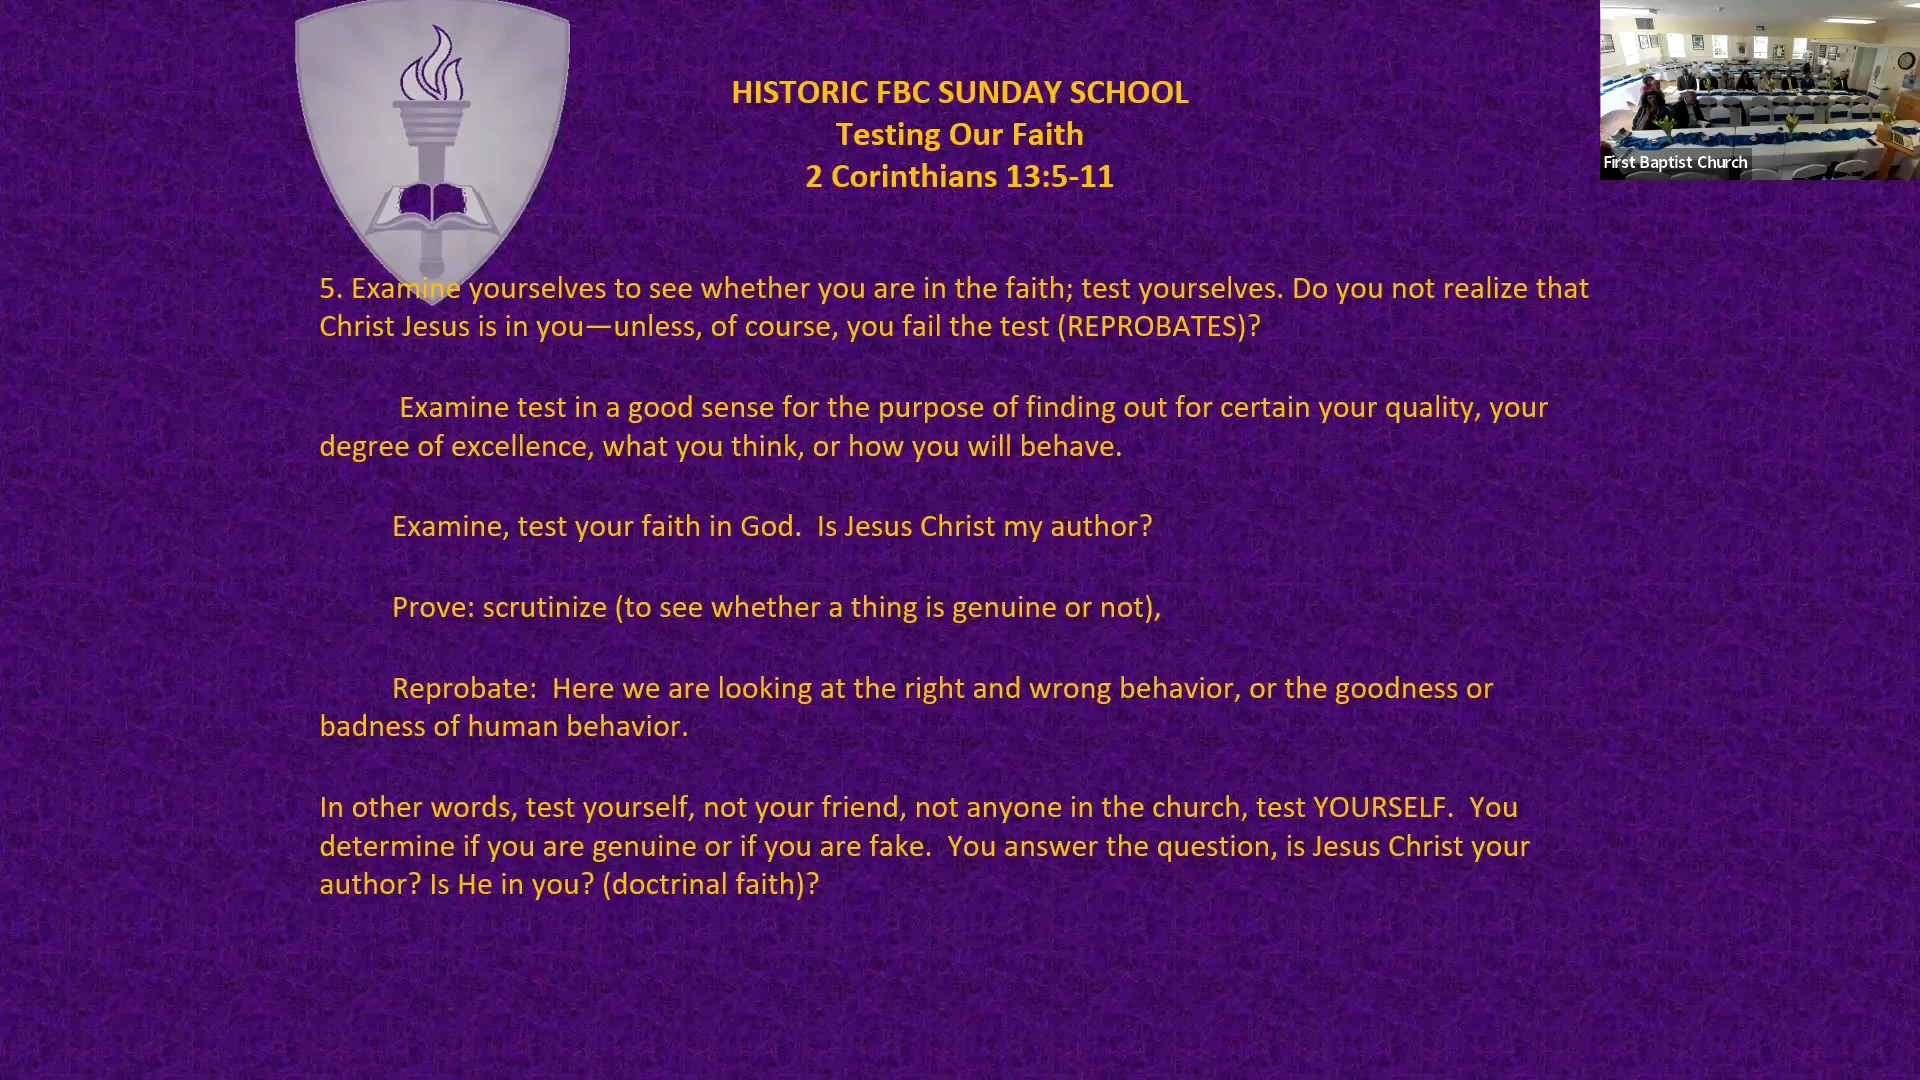 HISTORIC FBC SUNDAY SCHOOL
Testing Our Faith
2 Corinthians 13:5-11
First Baptist Church
5. Examine yourselves to see whether you are in the faith; test yourselves. Do you not realize that
Christ Jesus is in you—unless, of course, you fail the test (REPROBATES)?
Examine test in a good sense for the purpose of finding out for certain your quality, your
degree of excellence, what you think, or how you will behave.
Examine, test your faith in God.  Is Jesus Christ my author?
Prove: scrutinize (to see whether a thing is genuine or not),
Reprobate:  Here we are looking at the right and wrong behavior, or the goodness or
badness of human behavior.
In other words, test yourself, not your friend, not anyone in the church, test YOURSELF.  You
determine if you are genuine or if you are fake.  You answer the question, is Jesus Christ your
author? Is He in you? (doctrinal faith)?